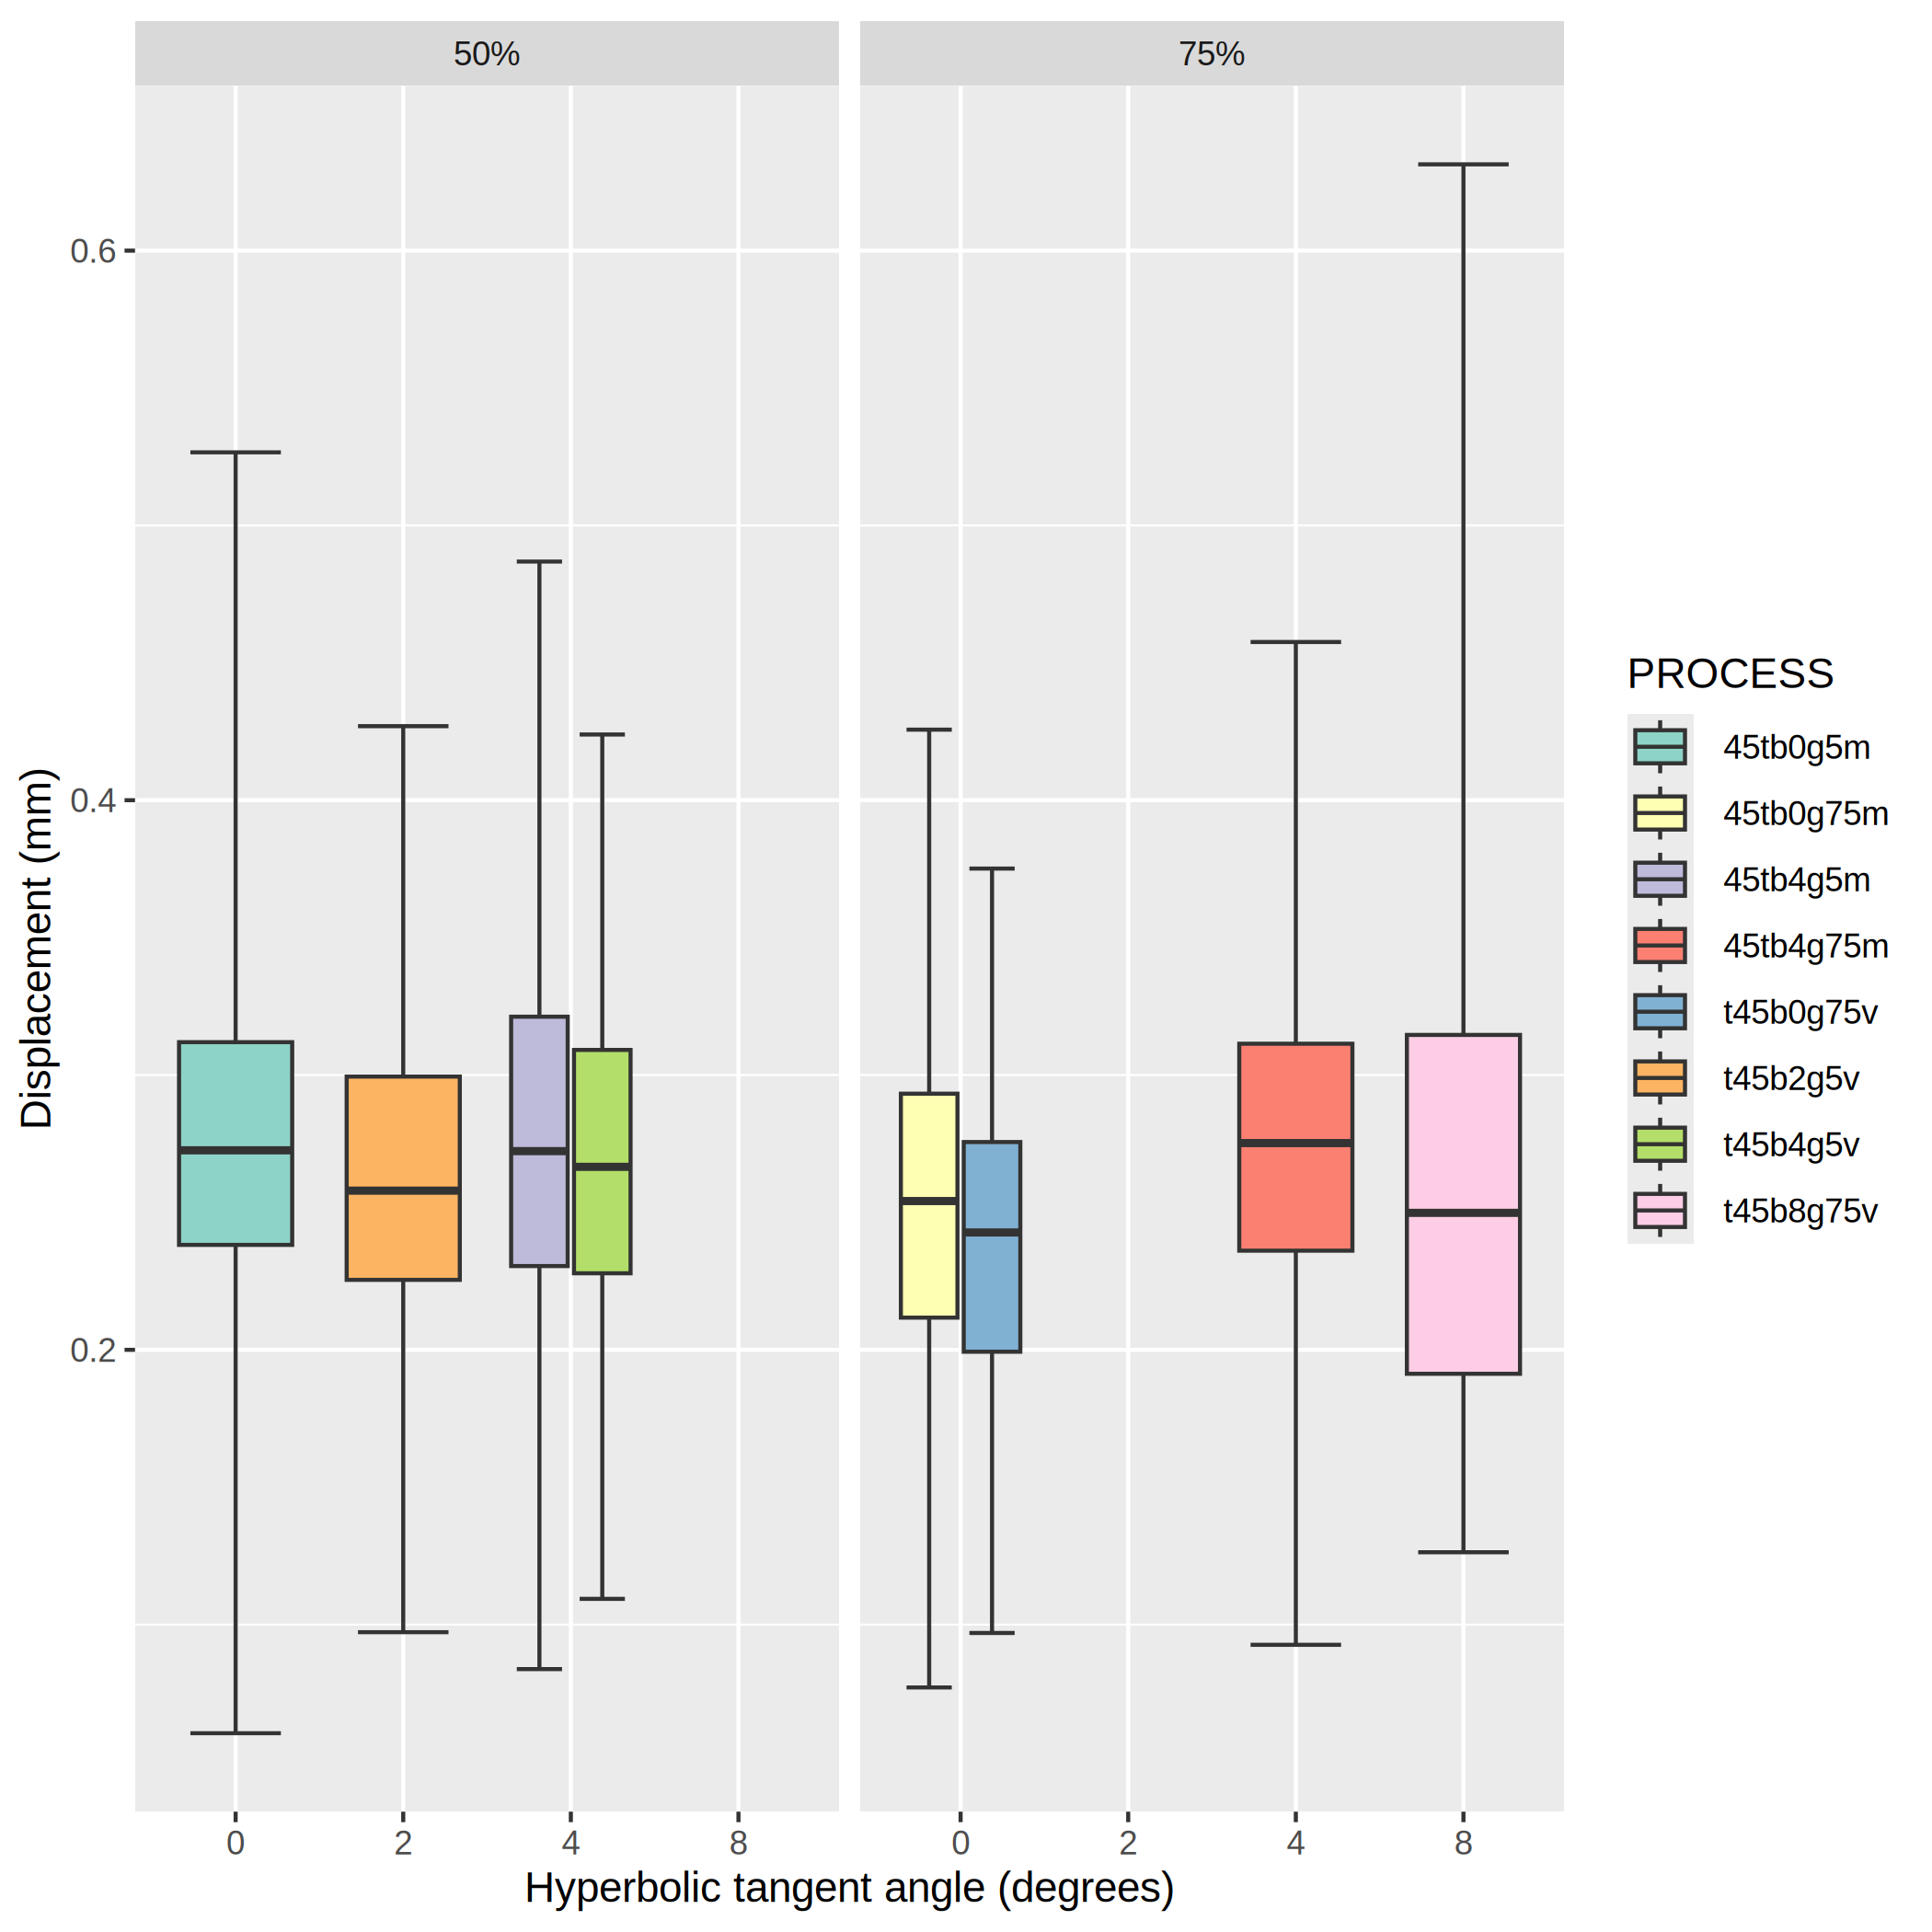 50%
75%
0.6
0.4
0.2
Displacement (mm)
0 2 4 8
0 2 4 8
Hyperbolic tangent angle (degrees)
PROCESS
45tb0g5m
45tb0g75m
45tb4g5m
45tb4g75m
t45b0g75v
t45b2g5v
t45b4g5v
t45b8g75v